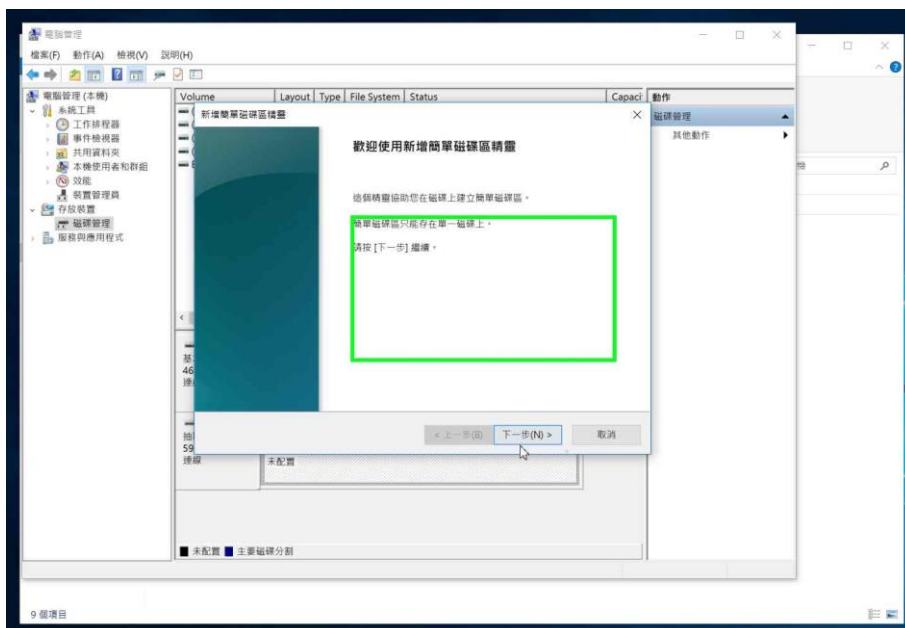 電腦管理
檔案(F) 動作(A) 檢視(V) 說明(H)
電腦管理 (本機)
系統工具
工作排程器
事件檢視器
共用資料夾
本機使用者和群組
效能
裝置管理員
存放裝置
磁碟管理
服務與應用程式
Volume Layout Type File System Status Capaci
動作
磁碟管理
其他動作
新增簡單磁碟區精靈
歡迎使用新增簡單磁碟區精靈
這個精靈協助您在磁碟上建立簡單磁碟區。
簡單磁碟區只能存在單一磁碟上。
請按 [下一步] 繼續。
< 上一步(B) 下一步(N) > 取消
基
46
連
抽
59
連線
未配置
未配置 主要磁碟分割
9 個項目